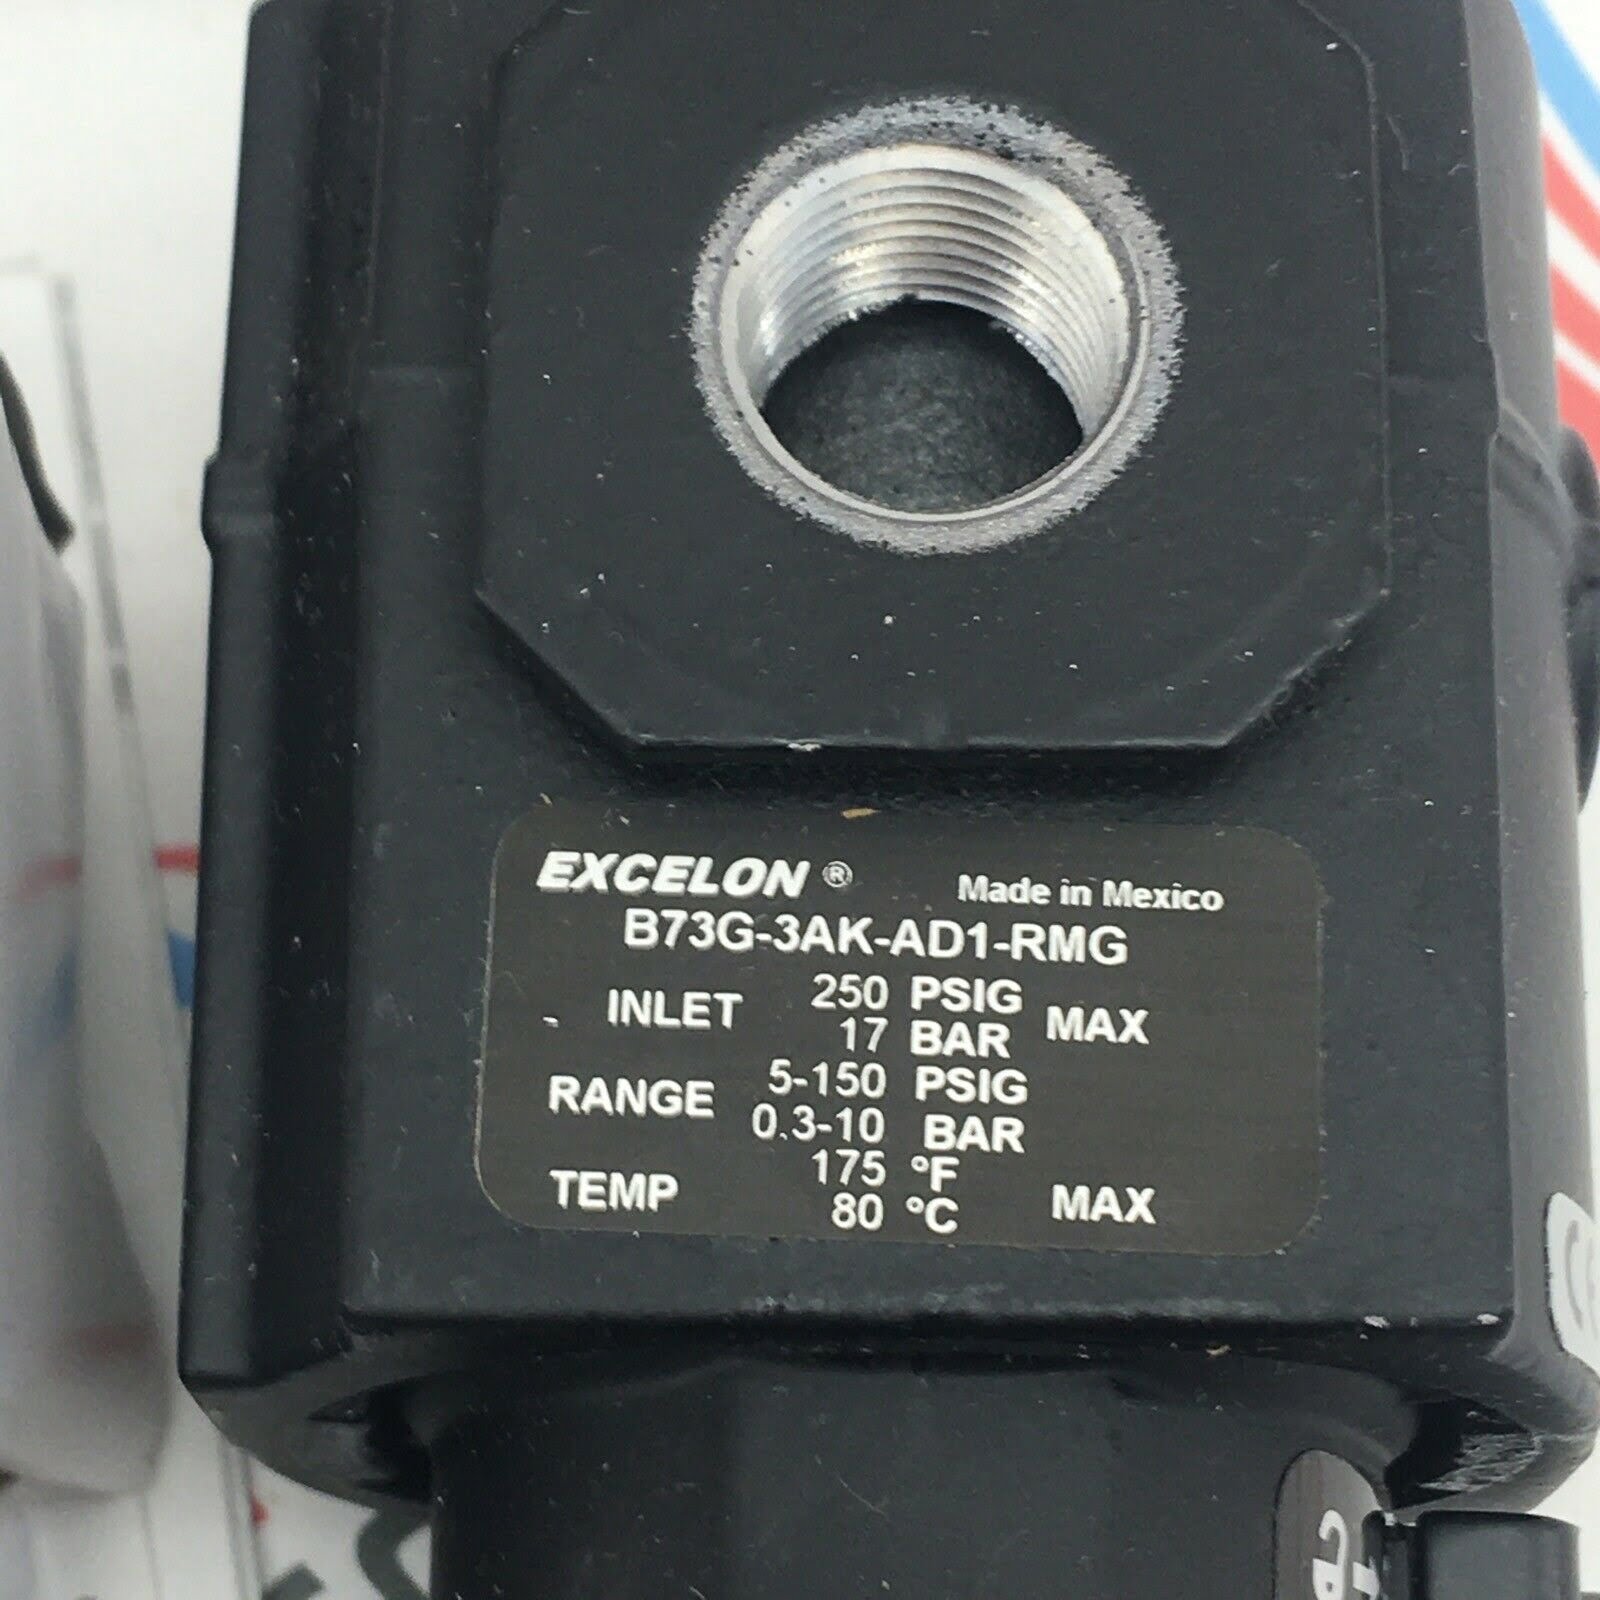 EXCELON ® Made in Mexico
B73G-3AK-AD1-RMG
INLET 250 PSIG MAX
17 BAR
RANGE 5-150 PSIG
0.3-10 BAR
TEMP 175 °F MAX
80 °C